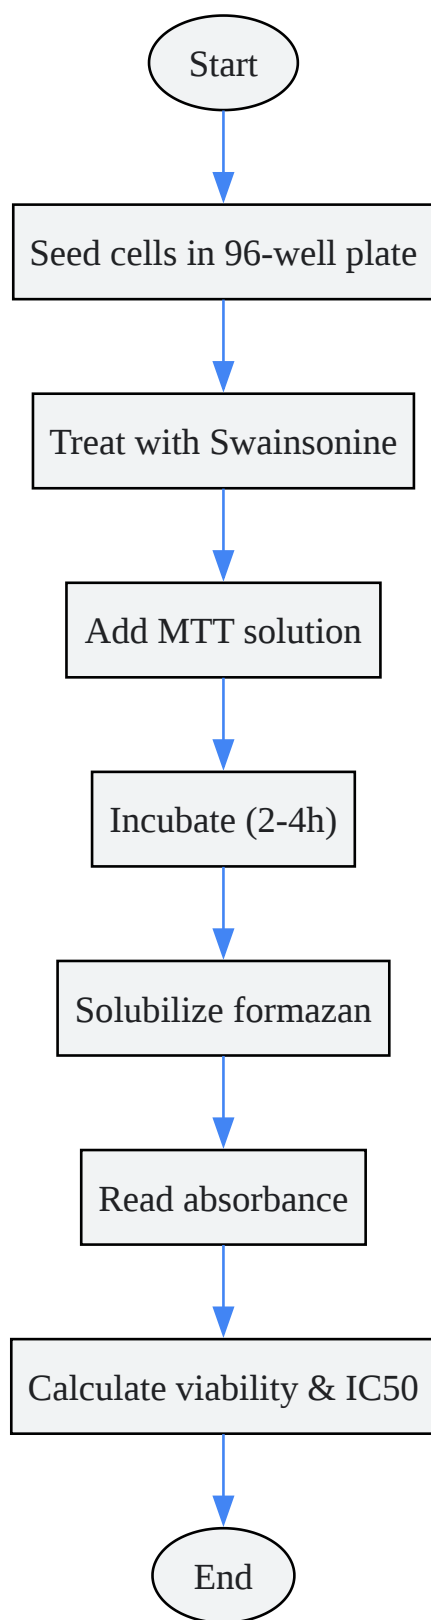 Start
Seed cells in 96-well plate
Treat with Swainsonine
Add MTT solution
Incubate (2-4h)
Solubilize formazan
Read absorbance
Calculate viability & IC50
End